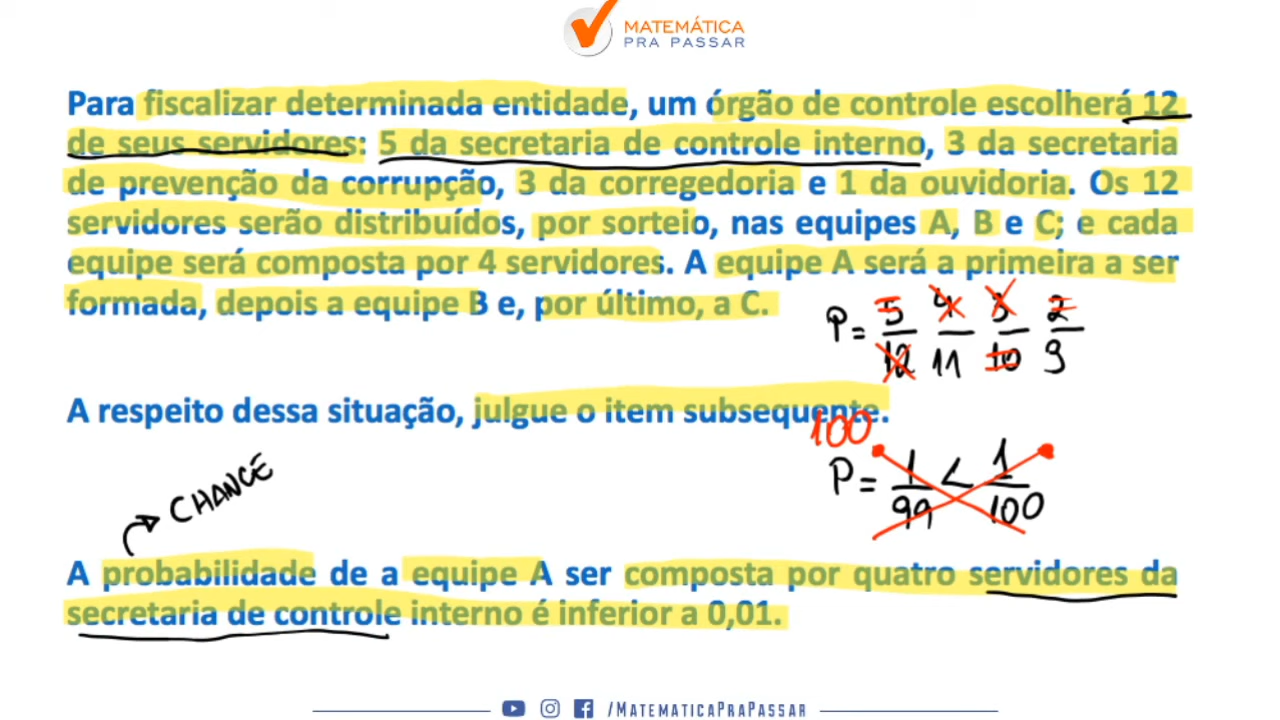 MATEMÁTICA
PRA PASSAR
Para fiscalizar determinada entidade, um órgão de controle escolherá 12
de seus servidores: 5 da secretaria de controle interno, 3 da secretaria
de prevenção da corrupção, 3 da corregedoria e 1 da ouvidoria. Os 12
servidores serão distribuídos, por sorteio, nas equipes A, B e C; e cada
equipe será composta por 4 servidores. A equipe A será a primeira a ser
formada, depois a equipe B e, por último, a C.
P = 5/12 4/11 3/10 2/9
A respeito dessa situação, julgue o item subsequente.
100
P = 1/99 < 1/100
CHANCE
A probabilidade de a equipe A ser composta por quatro servidores da
secretaria de controle interno é inferior a 0,01.
/MATEMATICAPRAPASSAR